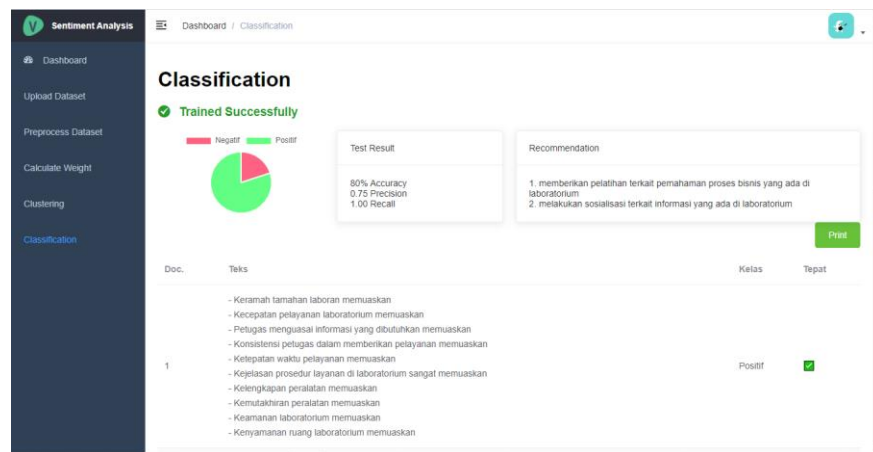 V Sentiment Analysis
Dashboard / Classification
Dashboard
Upload Dataset
Preprocess Dataset
Calculate Weight
Clustering
Classification
Classification
Trained Successfully
Negatif Positif
Test Result
80% Accuracy
0.75 Precision
1.00 Recall
Recommendation
1. memberikan pelatihan terkait pemahaman proses bisnis yang ada di
laboratorium
2. melakukan sosialisasi terkait informasi yang ada di laboratorium
Print
Doc. Teks Kelas Tepat
1
- Keramah tamahan laboran memuaskan
- Kecepatan pelayanan laboratorium memuaskan
- Petugas menguasai informasi yang dibutuhkan memuaskan
- Konsistensi petugas dalam memberikan pelayanan memuaskan
- Ketepatan waktu pelayanan memuaskan
- Kejelasan prosedur layanan di laboratorium sangat memuaskan
- Kelengkapan peralatan memuaskan
- Kemutakhiran peralatan memuaskan
- Keamanan laboratorium memuaskan
- Kenyamanan ruang laboratorium memuaskan
Positif